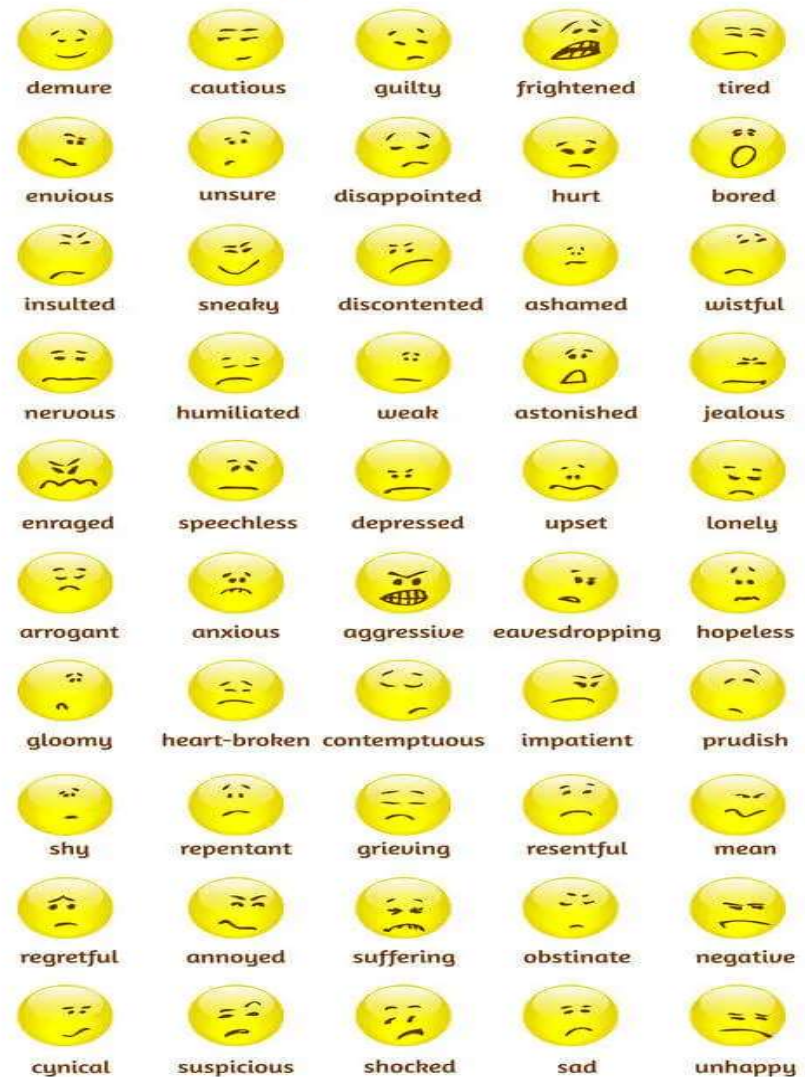 demure cautious guilty frightened tired
envious unsure disappointed hurt bored
insulted sneaky discontented ashamed wistful
nervous humiliated weak astonished jealous
enraged speechless depressed upset lonely
arrogant anxious aggressive eavesdropping hopeless
gloomy heart-broken contemptuous impatient prudish
shy repentant grieving resentful mean
regretful annoyed suffering obstinate negative
cynical suspicious shocked sad unhappy